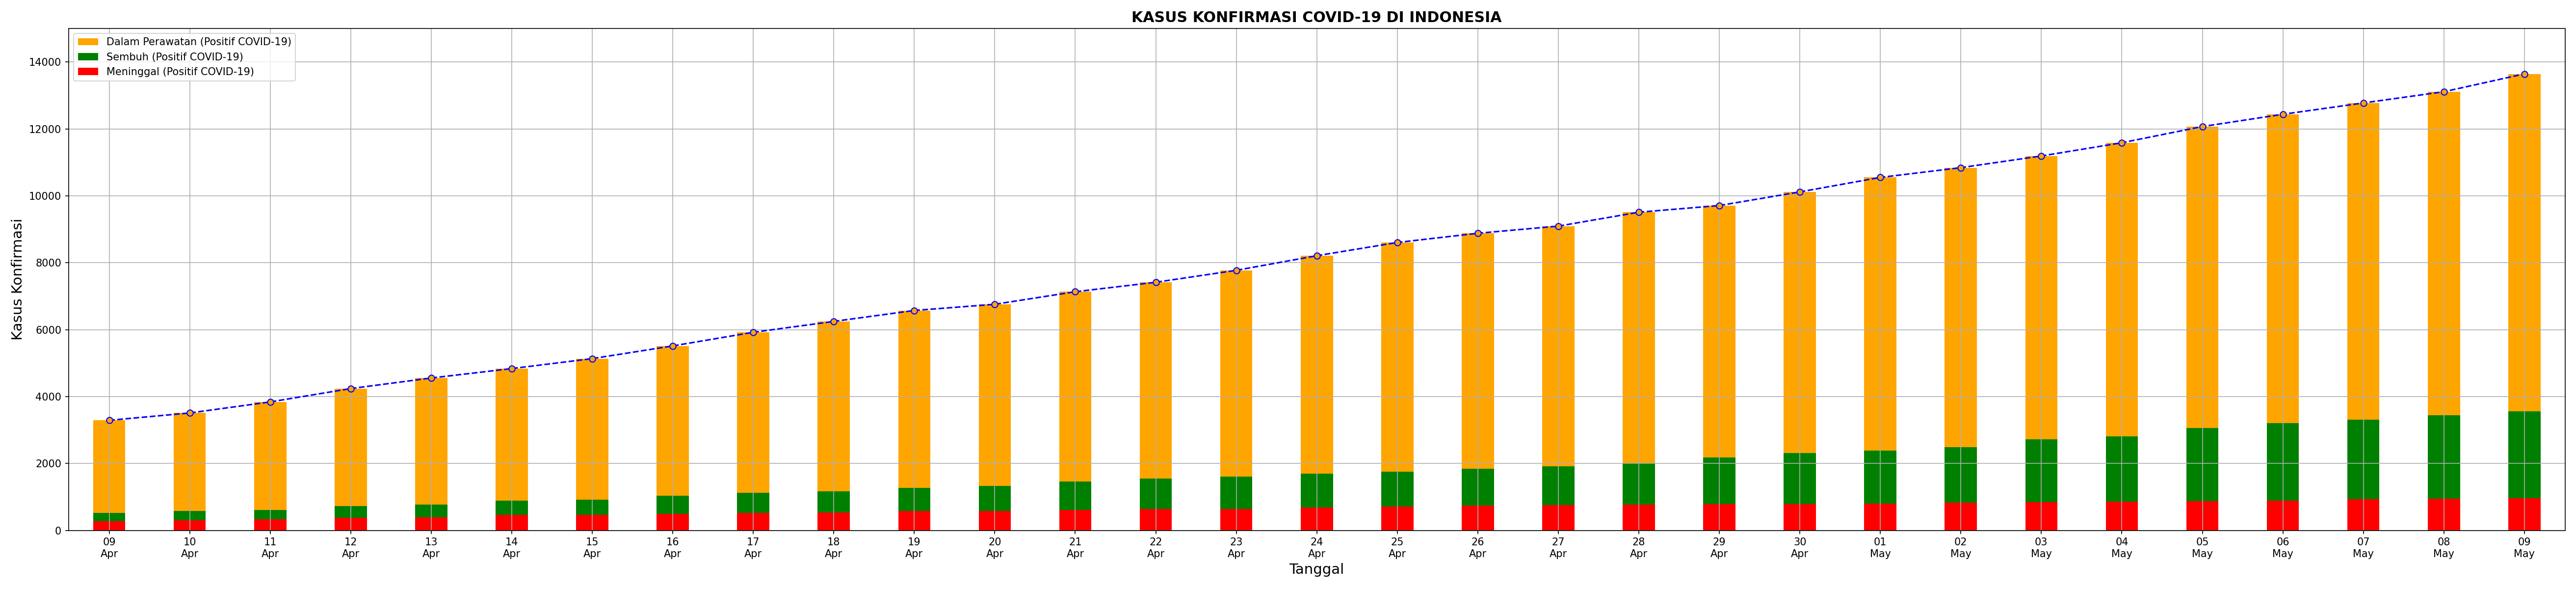 KASUS KONFIRMASI COVID-19 DI INDONESIA
Dalam Perawatan (Positif COVID-19)
Sembuh (Positif COVID-19)
Meninggal (Positif COVID-19)
Kasus Konfirmasi
14000
12000
10000
8000
6000
4000
2000
0
09 10 11 12 13 14 15 16 17 18 19 20 21 22 23 24 25 26 27 28 29 30 01 02 03 04 05 06 07 08 09
Apr Apr Apr Apr Apr Apr Apr Apr Apr Apr Apr Apr Apr Apr Apr Apr Apr Apr Apr Apr Apr Apr May May May May May May May May May
Tanggal